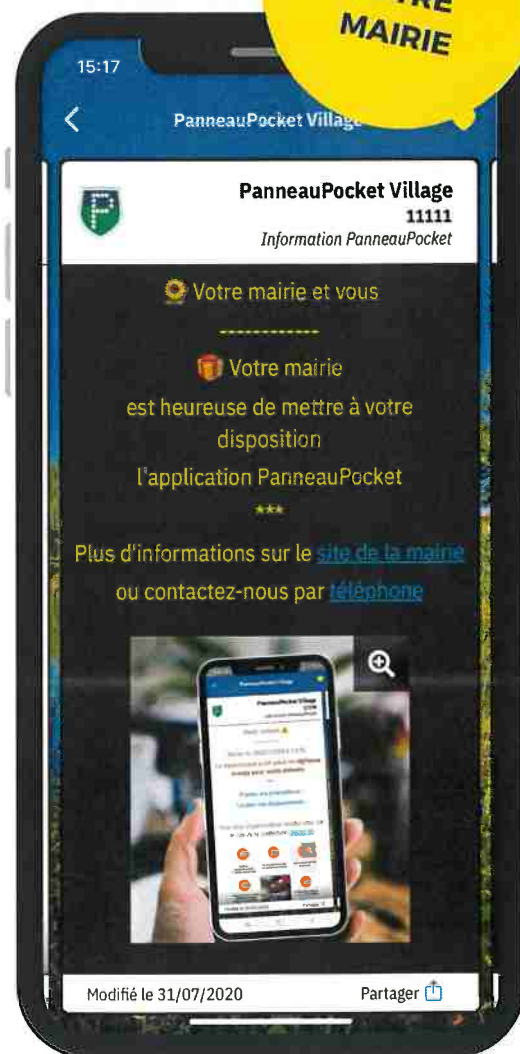 MAIRIE
15:17
PanneauPocket Village
PanneauPocket Village
11111
Information PanneauPocket
Votre mairie et vous
------------
Votre mairie
est heureuse de mettre à votre
disposition
l'application PanneauPocket
***
Plus d'informations sur le site de la mairie
ou contactez-nous par téléphone
PanneauPocket Village
Modifié le 31/07/2020
Partager